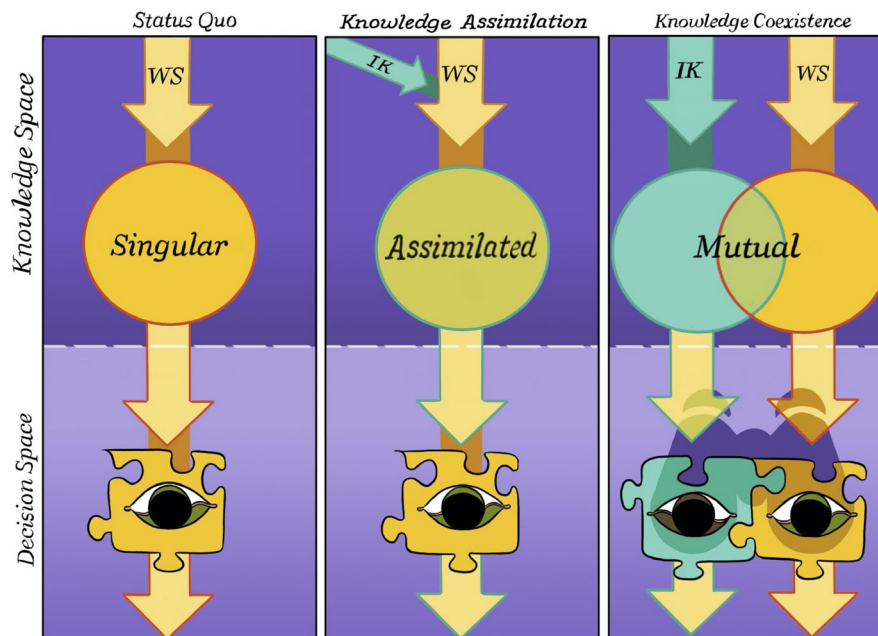 Status Quo
Knowledge Assimilation
Knowledge Coexistence
Knowledge Space
WS
IK
WS
IK
WS
Singular
Assimilated
Mutual
Decision Space